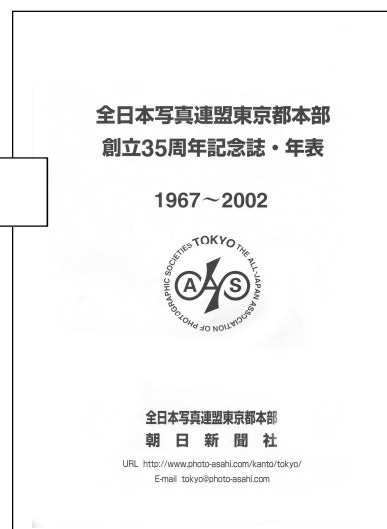 全日本写真連盟東京都本部
創立35周年記念誌・年表
1967～2002
TOKYO THE ALL-JAPAN ASSOCIATION OF PHOTOGRAPHIC SOCIETIES
AAS
全日本写真連盟東京都本部
朝日新聞社
URL http://www.photo-asahi.com/kanto/tokyo/
E-mail tokyo@photo-asahi.com